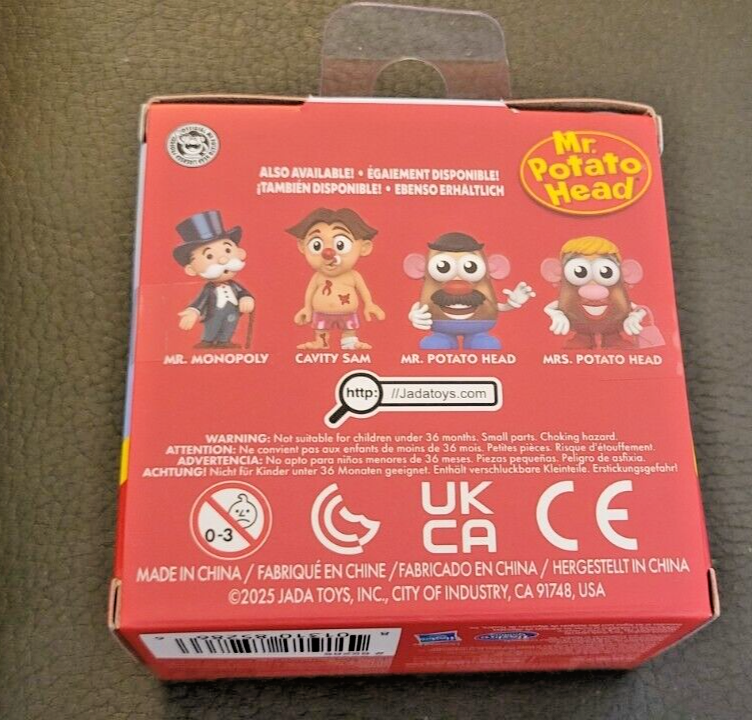 Mr.
Potato
Head
ALSO AVAILABLE! • ÉGAIEMENT DISPONIBLE!
¡TAMBIÉN DISPONIBLE! • EBENSO ERHÄLTLICH
MR. MONOPOLY CAVITY SAM MR. POTATO HEAD MRS. POTATO HEAD
http: //Jadatoys.com
WARNING: Not suitable for children under 36 months. Small parts. Choking hazard.
ATTENTION: Ne convient pas aux enfants de moins de 36 mois. Petites pièces. Risque d'étouffement.
ADVERTENCIA: No apto para niños menores de 36 meses. Piezas pequeñas. Peligro de asfixia.
ACHTUNG! Nicht für Kinder unter 36 Monaten geeignet. Enthält verschluckbare Kleinteile. Erstickungsgefahr!
0-3
UK
CA
CE
MADE IN CHINA / FABRIQUÉ EN CHINE / FABRICADO EN CHINA / HERGESTELLT IN CHINA
©2025 JADA TOYS, INC., CITY OF INDUSTRY, CA 91748, USA
Hasbro